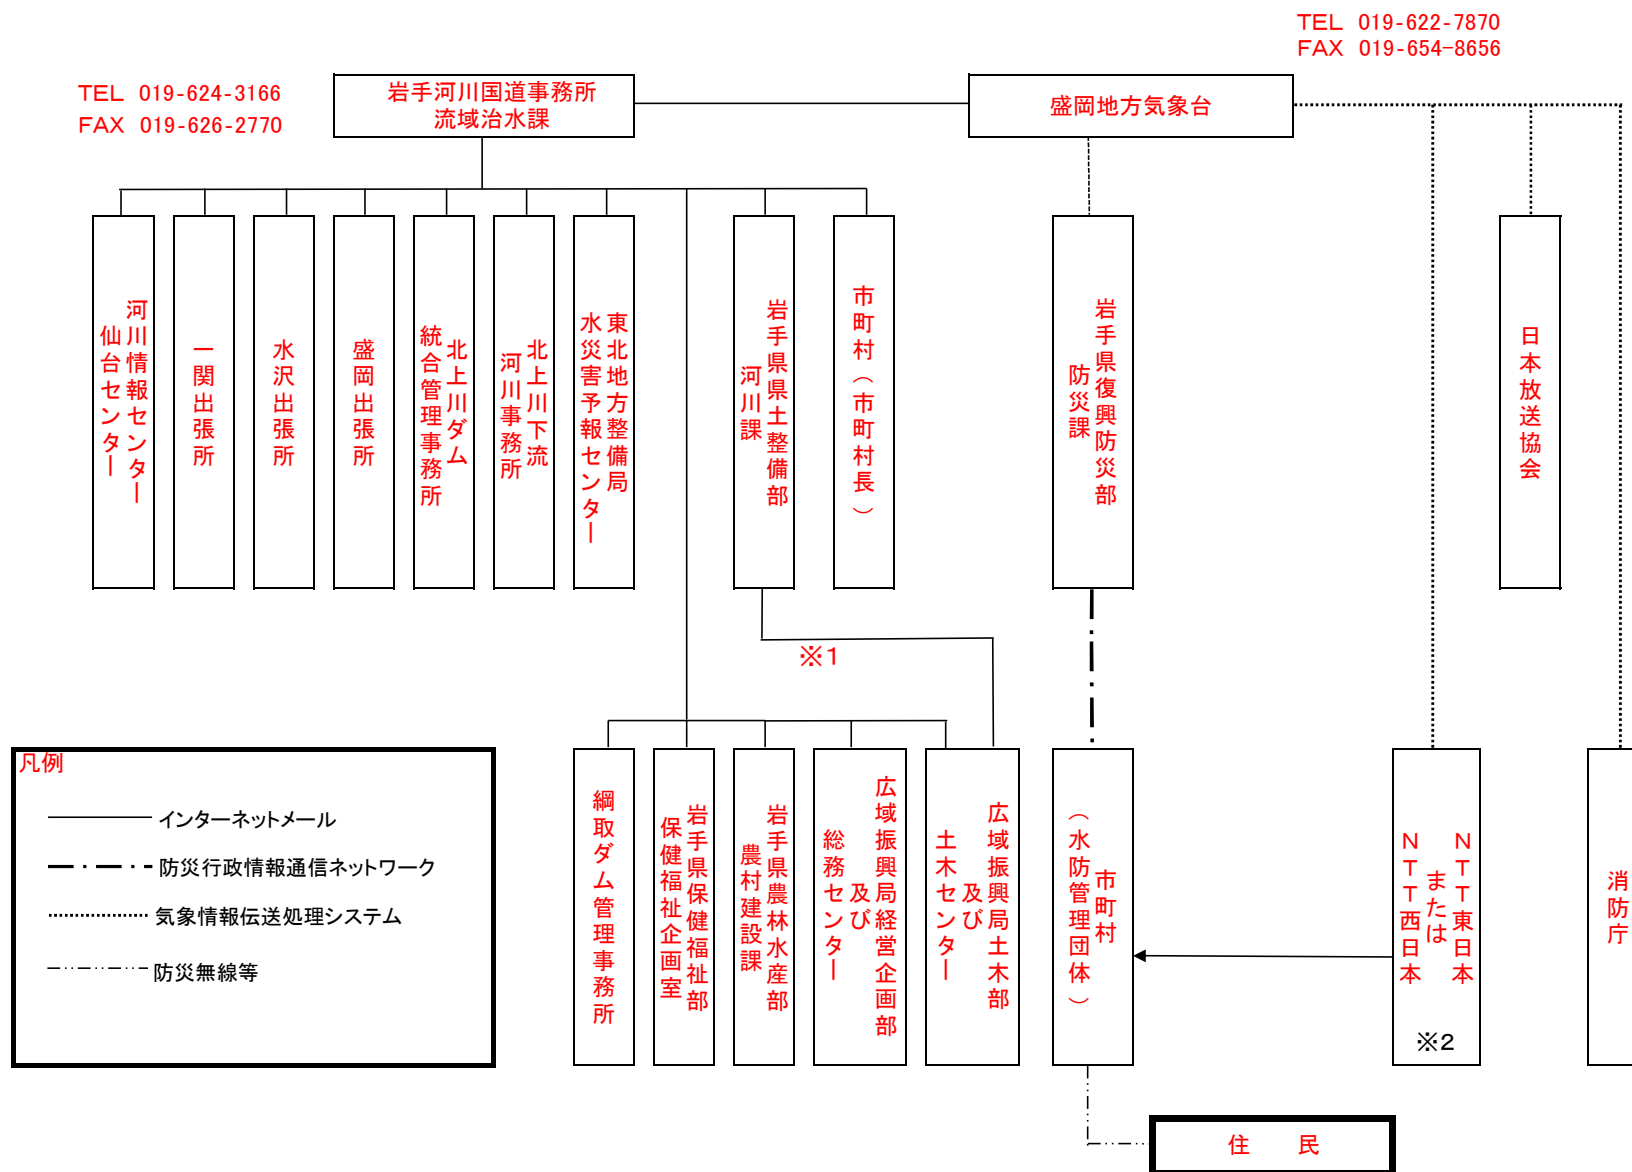 TEL 019-622-7870
FAX 019-654-8656
TEL 019-624-3166
FAX 019-626-2770
岩手河川国道事務所
流域治水課
盛岡地方気象台
河川情報センター
仙台センター
一関出張所
水沢出張所
盛岡出張所
北上川ダム
統合管理事務所
北上川下流
河川事務所
東北地方整備局
水災害予報センター
岩手県県土整備部
河川課
市町村（市町村長）
岩手県復興防災部
防災課
日本放送協会
※1
凡例
インターネットメール
防災行政情報通信ネットワーク
気象情報伝送処理システム
防災無線等
綱取ダム管理事務所
岩手県保健福祉部
保健福祉企画室
岩手県農林水産部
農村建設課
広域振興局経営企画部
及び
総務センター
広域振興局土木部
及び
土木センター
市町村
（水防管理団体）
ＮＴＴ東日本
または
ＮＴＴ西日本
※2
消防庁
住　民